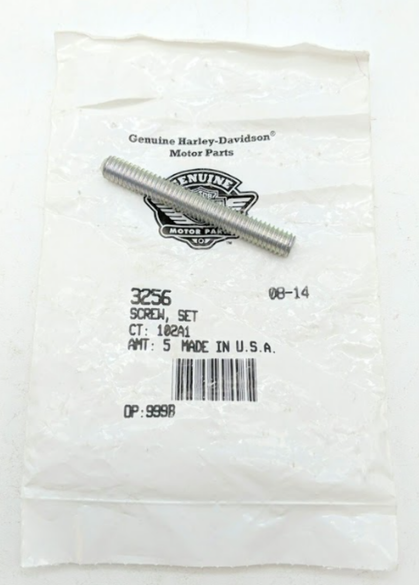 Genuine Harley-Davidson®
Motor Parts
GENUINE
MOTOR PARTS
™
3256 08-14
SCREW, SET
CT: 102A1
AMT: 5 MADE IN U.S.A.
OP:999B